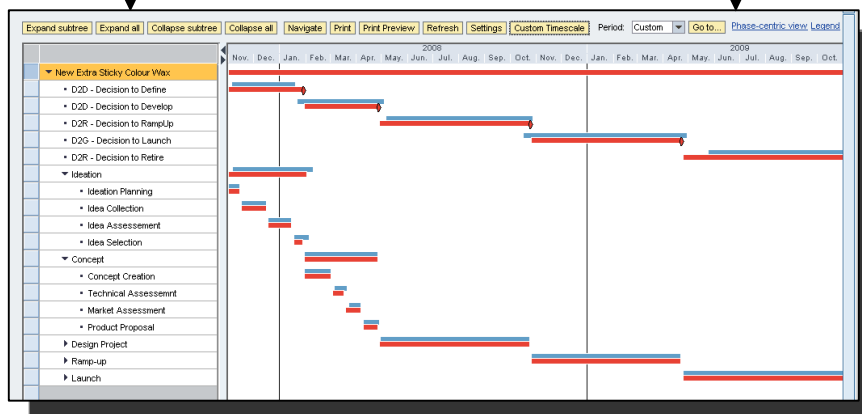 Expand subtree Expand all Collapse subtree Collapse all Navigate Print Print Preview Refresh Settings Custom Timescale Period: Custom Go to... Phase-centric view Legend
2008 2009
Nov. Dec. Jan. Feb. Mar. Apr. May. Jun. Jul. Aug. Sep. Oct. Nov. Dec. Jan. Feb. Mar. Apr. May. Jun. Jul. Aug. Sep. Oct.
New Extra Sticky Colour Wax
D2D - Decision to Define
D2D - Decision to Develop
D2R - Decision to RampUp
D2G - Decision to Launch
D2R - Decision to Retire
Ideation
Ideation Planning
Idea Collection
Idea Assessement
Idea Selection
Concept
Concept Creation
Technical Assessemnt
Market Assessment
Product Proposal
Design Project
Ramp-up
Launch